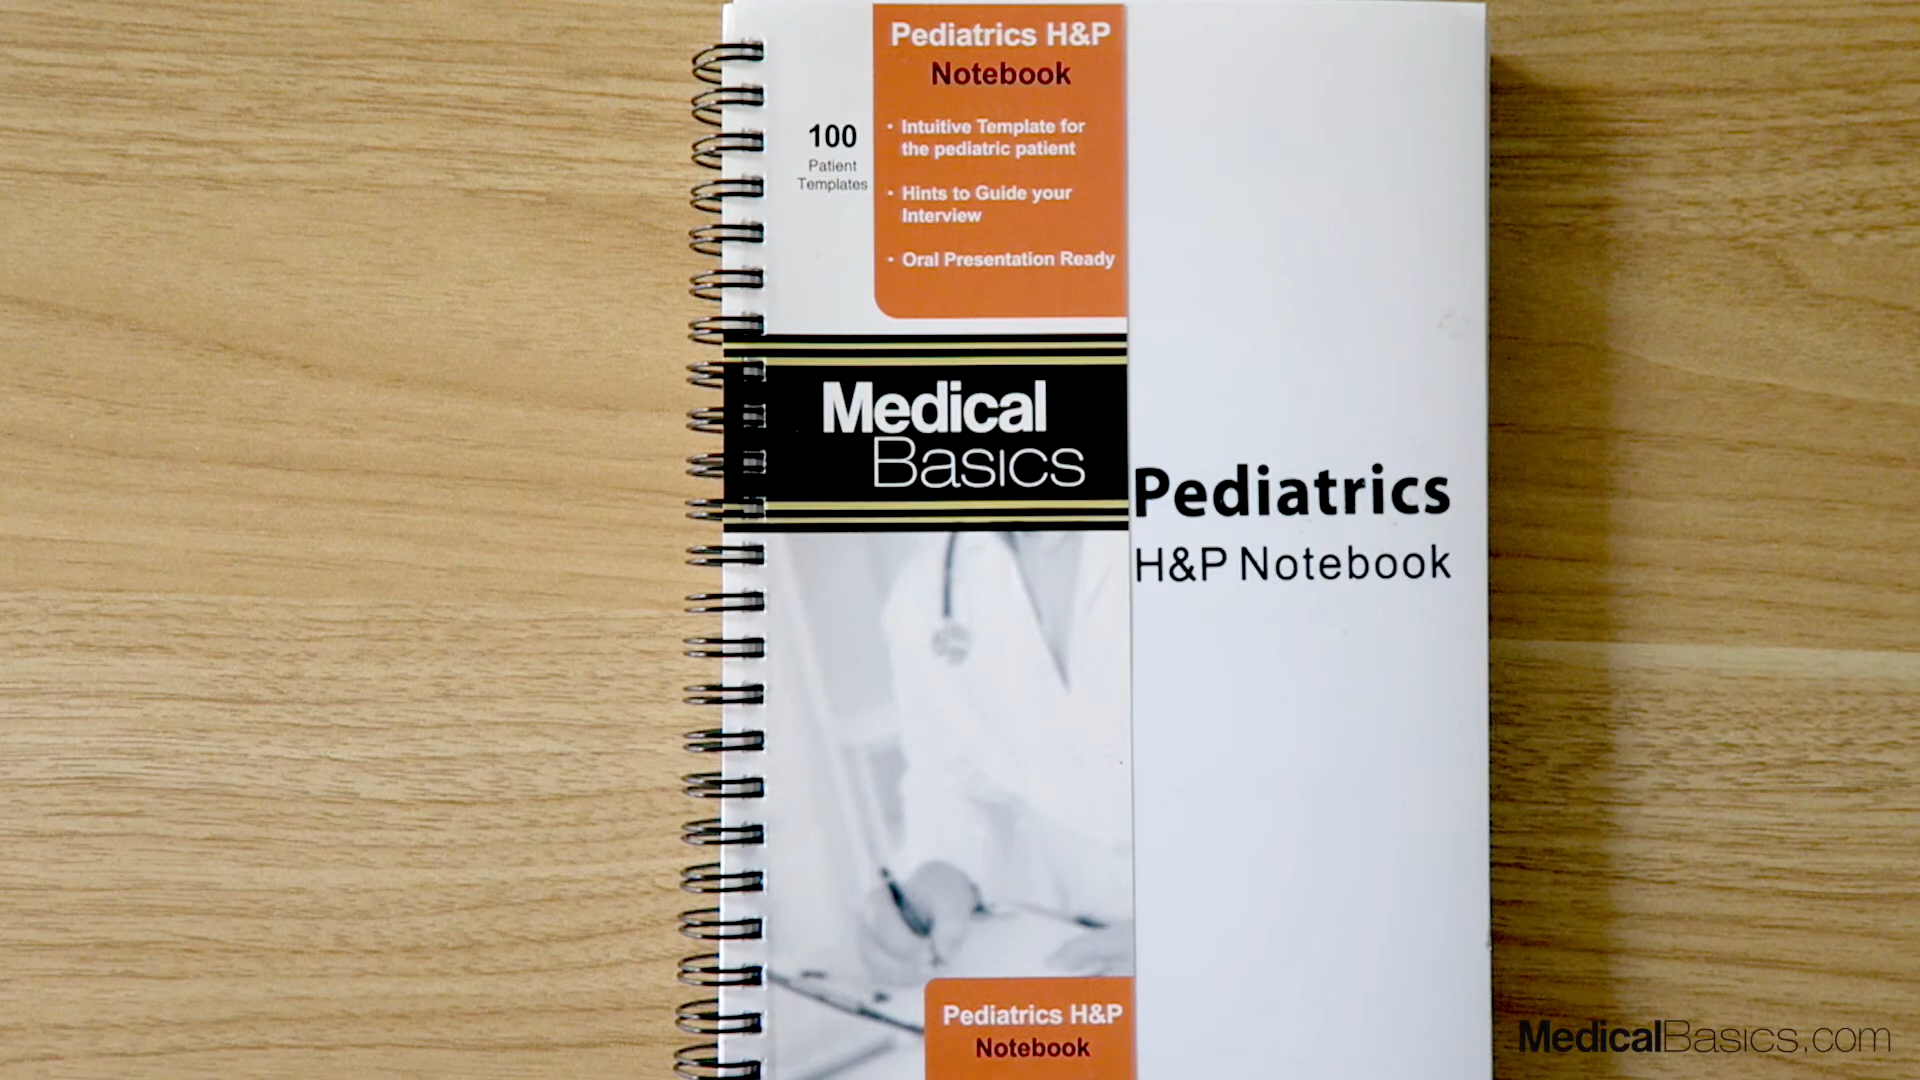 Pediatrics H&P
Notebook
100
Patient
Templates
• Intuitive Template for
the pediatric patient
• Hints to Guide your
Interview
• Oral Presentation Ready
Medical
Basics
Pediatrics
H&P Notebook
Pediatrics H&P
Notebook
MedicalBasics.com